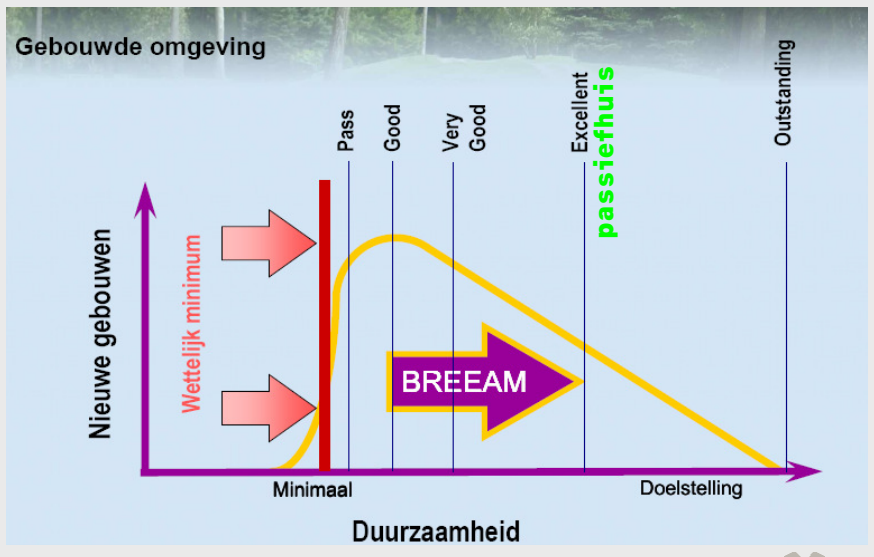 Gebouwde omgeving
Pass
Good
Very
Good
Excellent
passiefhuis
Outstanding
Nieuwe gebouwen
Wettelijk minimum
BREEAM
Minimaal
Doelstelling
Duurzaamheid